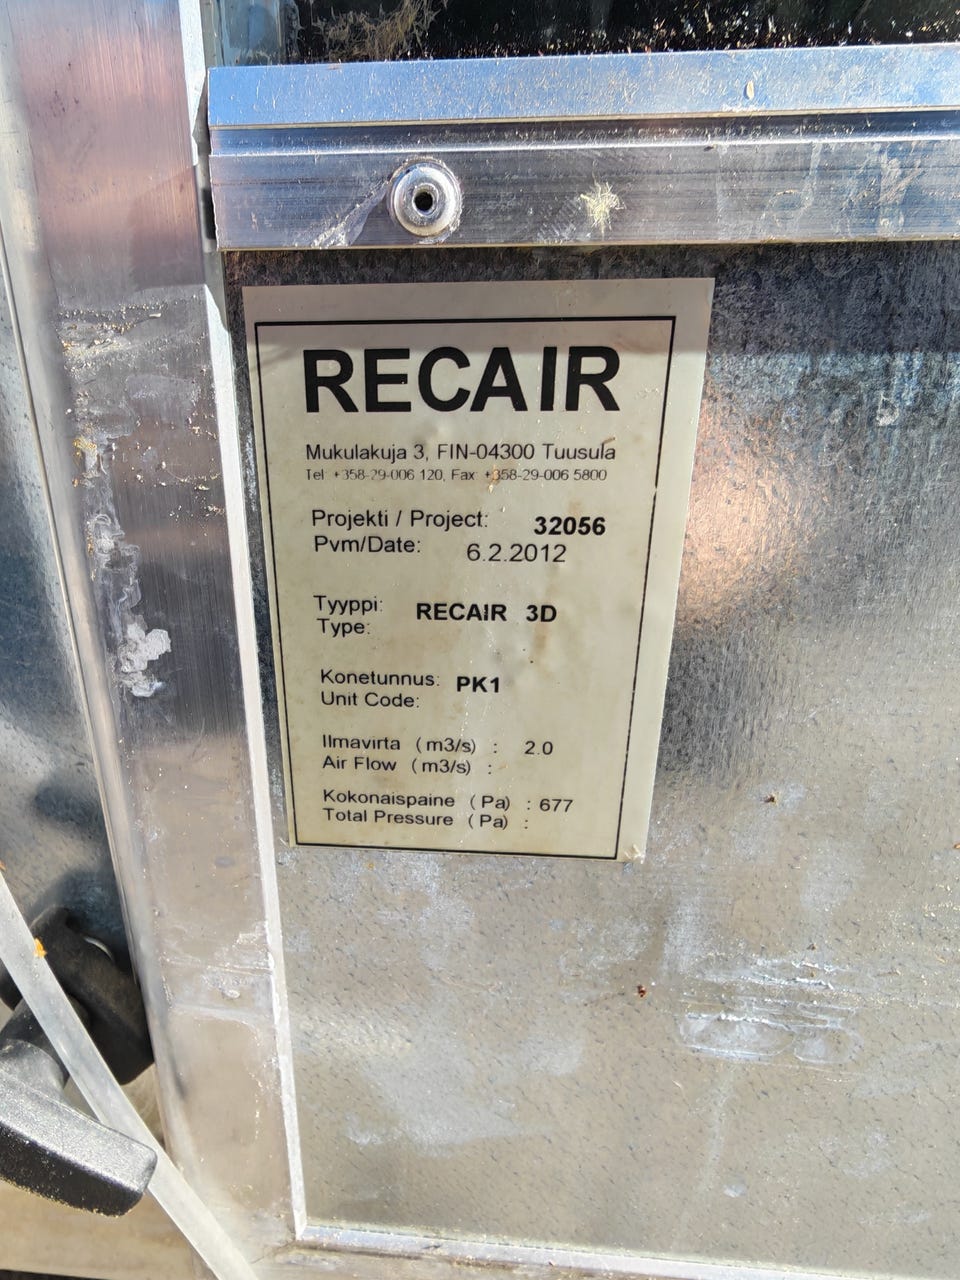 RECAIR
Mukulakuja 3, FIN-04300 Tuusula
Tel +358-29-006 120, Fax +358-29-006 5800
Projekti / Project: 32056
Pvm/Date: 6.2.2012
Tyyppi: RECAIR 3D
Type:
Konetunnus: PK1
Unit Code:
Ilmavirta (m3/s) : 2.0
Air Flow (m3/s) :
Kokonaispaine (Pa) : 677
Total Pressure (Pa) :